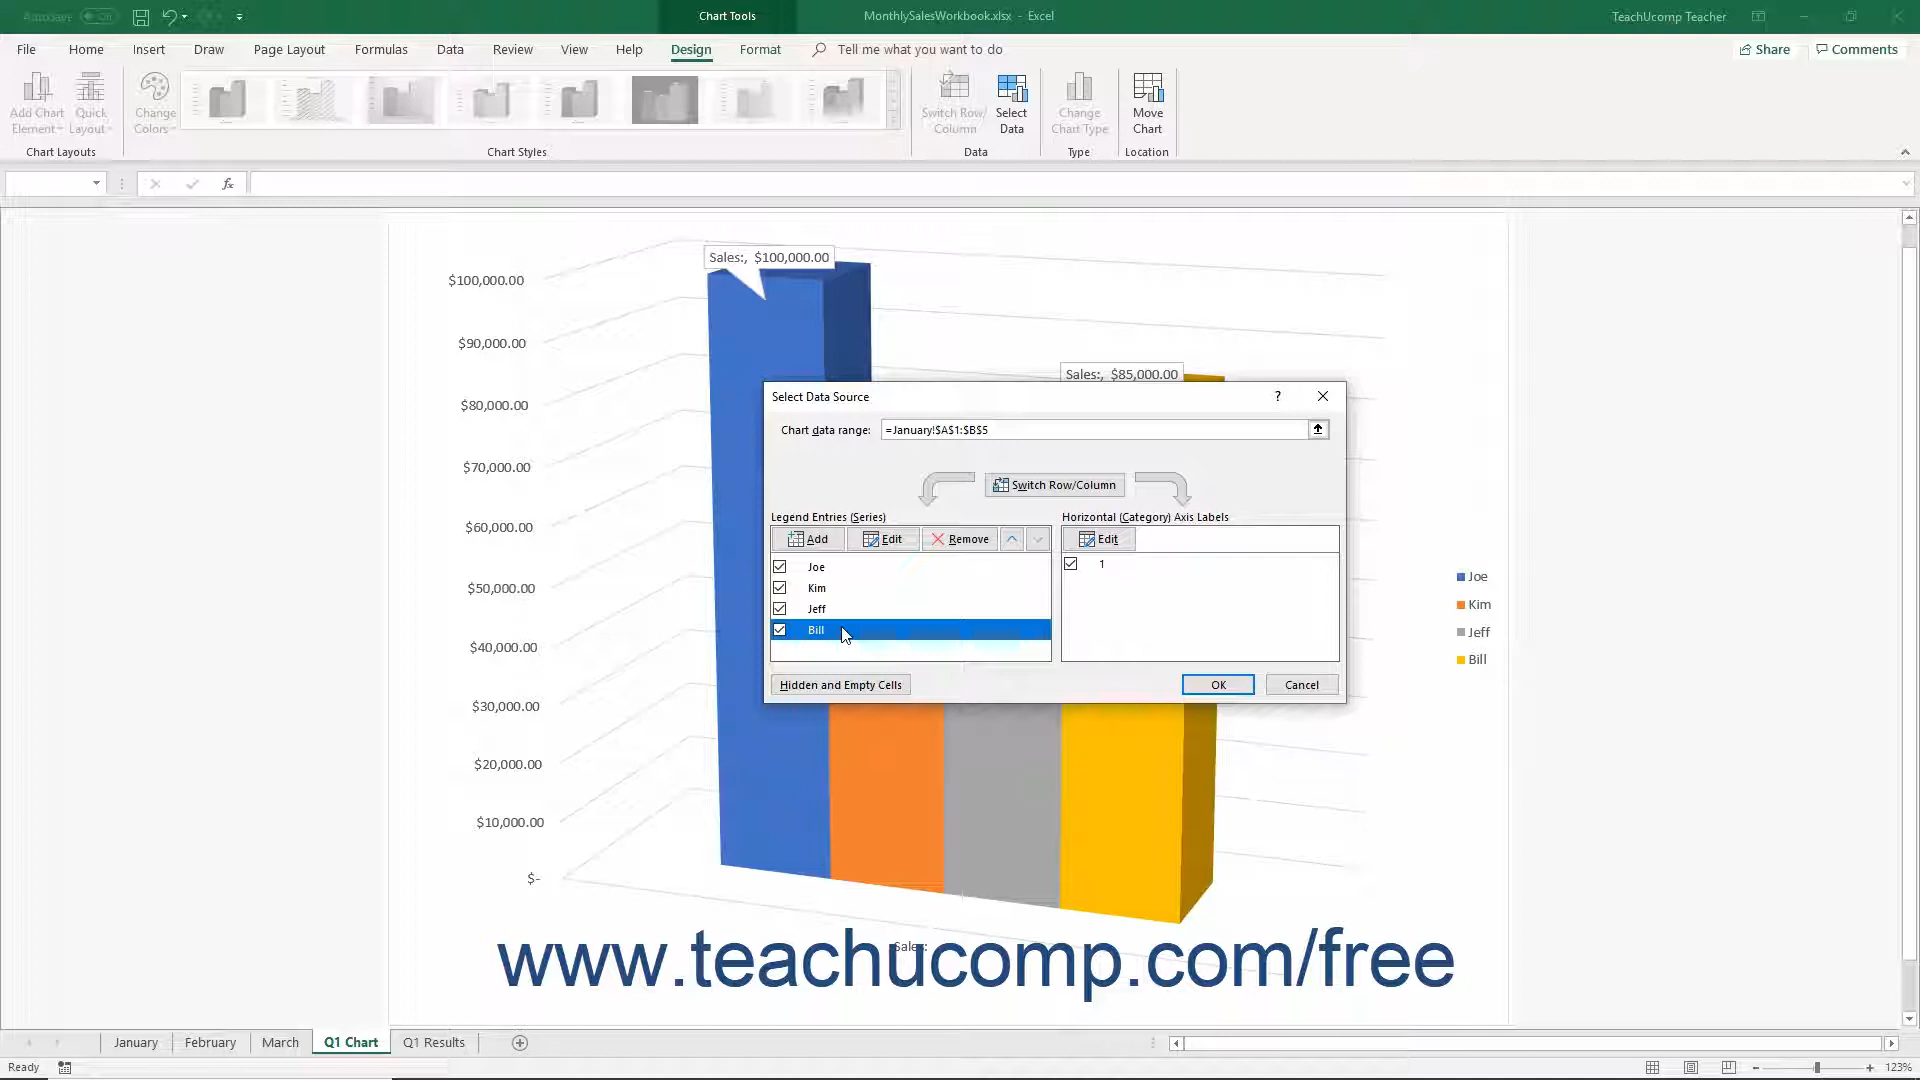 AutoSave Off
Chart Tools
MonthlySalesWorkbook.xlsx - Excel
TeachUcomp Teacher
File Home Insert Draw Page Layout Formulas Data Review View Help Design Format Tell me what you want to do Share Comments
Add Chart Element
Quick Layout
Change Colors
Switch Row/ Column
Select Data
Change Chart Type
Move Chart
Chart Layouts Chart Styles Data Type Location
fx
Sales:, $100,000.00
$100,000.00
$90,000.00
Sales:, $85,000.00
$80,000.00
$70,000.00
$60,000.00
$50,000.00
$40,000.00
$30,000.00
$20,000.00
$10,000.00
$-
Select Data Source ?
Chart data range: =January!$A$1:$B$5
Switch Row/Column
Legend Entries (Series)
Add Edit Remove
Joe
Kim
Jeff
Bill
Horizontal (Category) Axis Labels
Edit
1
Hidden and Empty Cells
OK Cancel
Joe
Kim
Jeff
Bill
Sales:
www.teachucomp.com/free
January February March Q1 Chart Q1 Results
Ready
123%